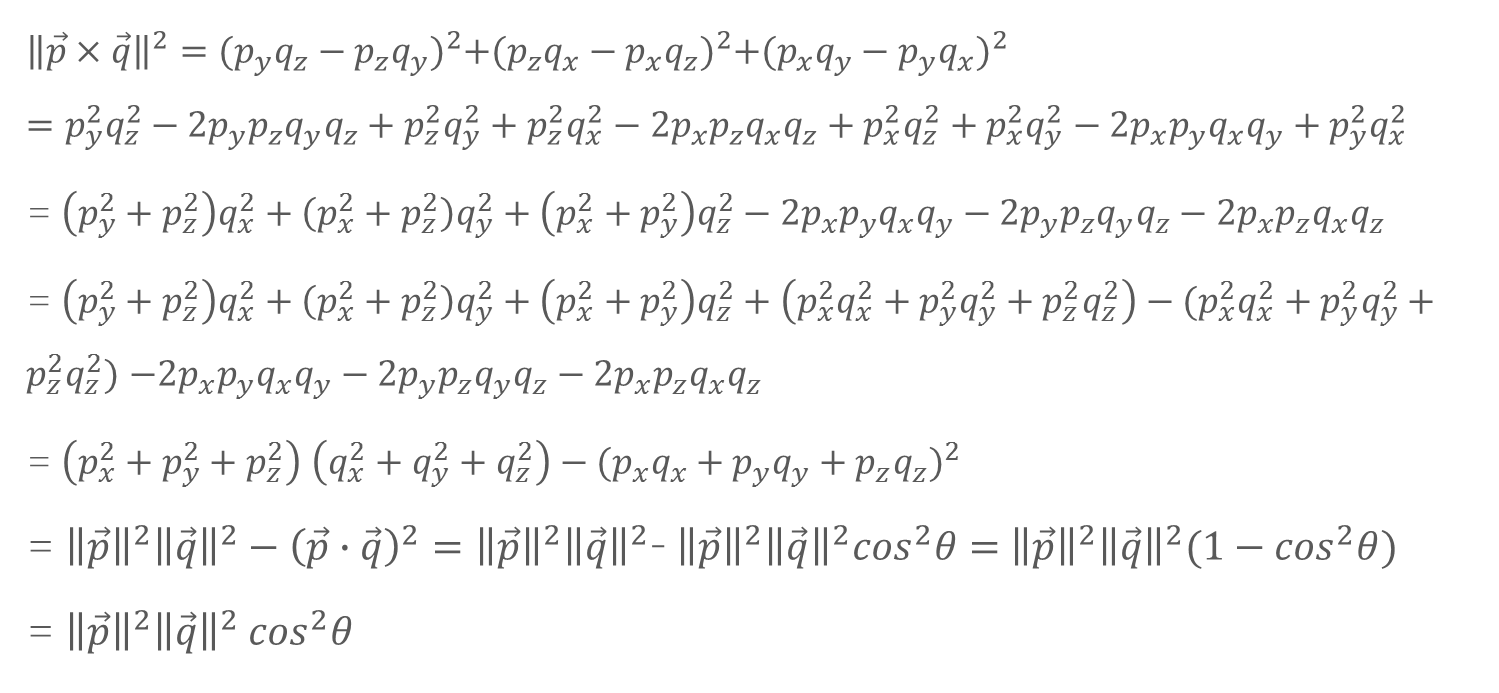 ‖p⃗ × q⃗‖² = (p_y q_z − p_z q_y)²+(p_z q_x − p_x q_z)²+(p_x q_y − p_y q_x)²
= p_y² q_z² − 2p_y p_z q_y q_z + p_z² q_y² + p_z² q_x² − 2p_x p_z q_x q_z + p_x² q_z² + p_x² q_y² − 2p_x p_y q_x q_y + p_y² q_x²
= (p_y² + p_z²)q_x² + (p_x² + p_z²)q_y² + (p_x² + p_y²)q_z² − 2p_x p_y q_x q_y − 2p_y p_z q_y q_z − 2p_x p_z q_x q_z
= (p_y² + p_z²)q_x² + (p_x² + p_z²)q_y² + (p_x² + p_y²)q_z² + (p_x² q_x² + p_y² q_y² + p_z² q_z²) − (p_x² q_x² + p_y² q_y² +
p_z² q_z²) −2p_x p_y q_x q_y − 2p_y p_z q_y q_z − 2p_x p_z q_x q_z
= (p_x² + p_y² + p_z²) (q_x² + q_y² + q_z²) − (p_x q_x + p_y q_y + p_z q_z)²
= ‖p⃗‖²‖q⃗‖² − (p⃗ · q⃗)² = ‖p⃗‖²‖q⃗‖²- ‖p⃗‖²‖q⃗‖²cos²θ = ‖p⃗‖²‖q⃗‖²(1 − cos²θ)
= ‖p⃗‖²‖q⃗‖² cos²θ